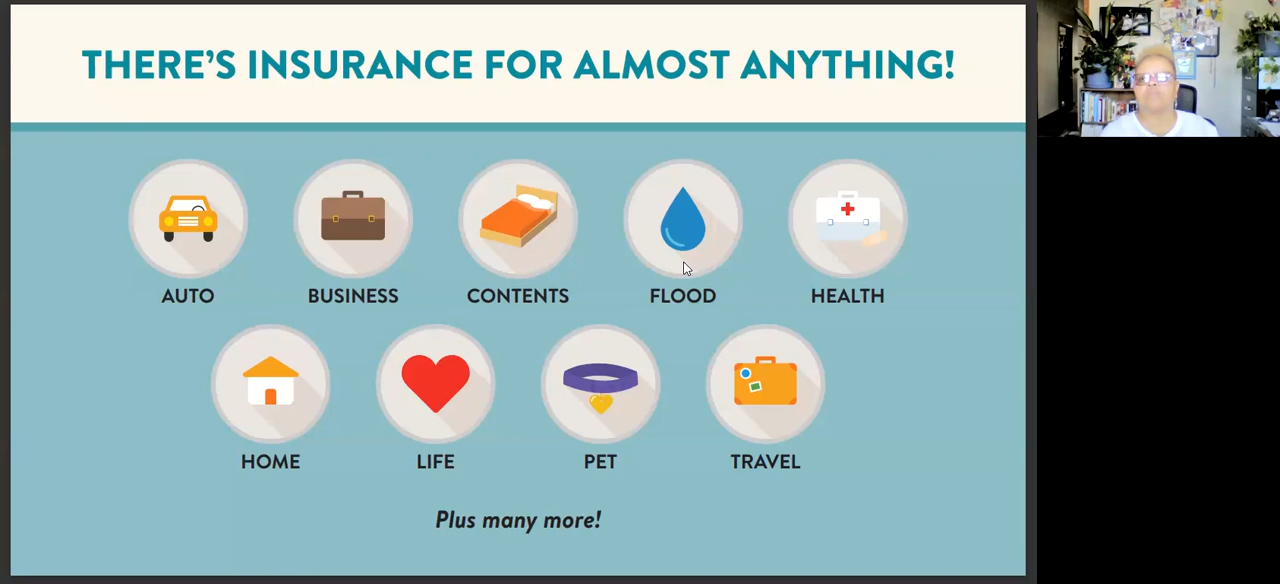 THERE'S INSURANCE FOR ALMOST ANYTHING!
AUTO BUSINESS CONTENTS FLOOD HEALTH
HOME LIFE PET TRAVEL
Plus many more!